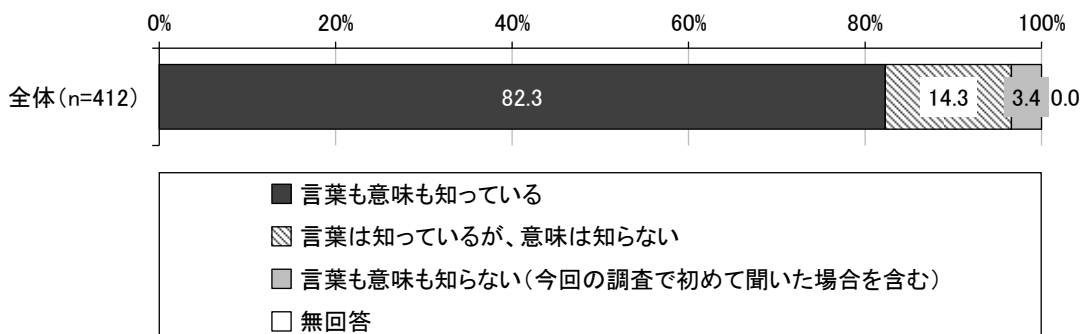 0% 20% 40% 60% 80% 100%
全体(n=412) 82.3 14.3 3.4 0.0
言葉も意味も知っている
言葉は知っているが、意味は知らない
言葉も意味も知らない(今回の調査で初めて聞いた場合を含む)
無回答